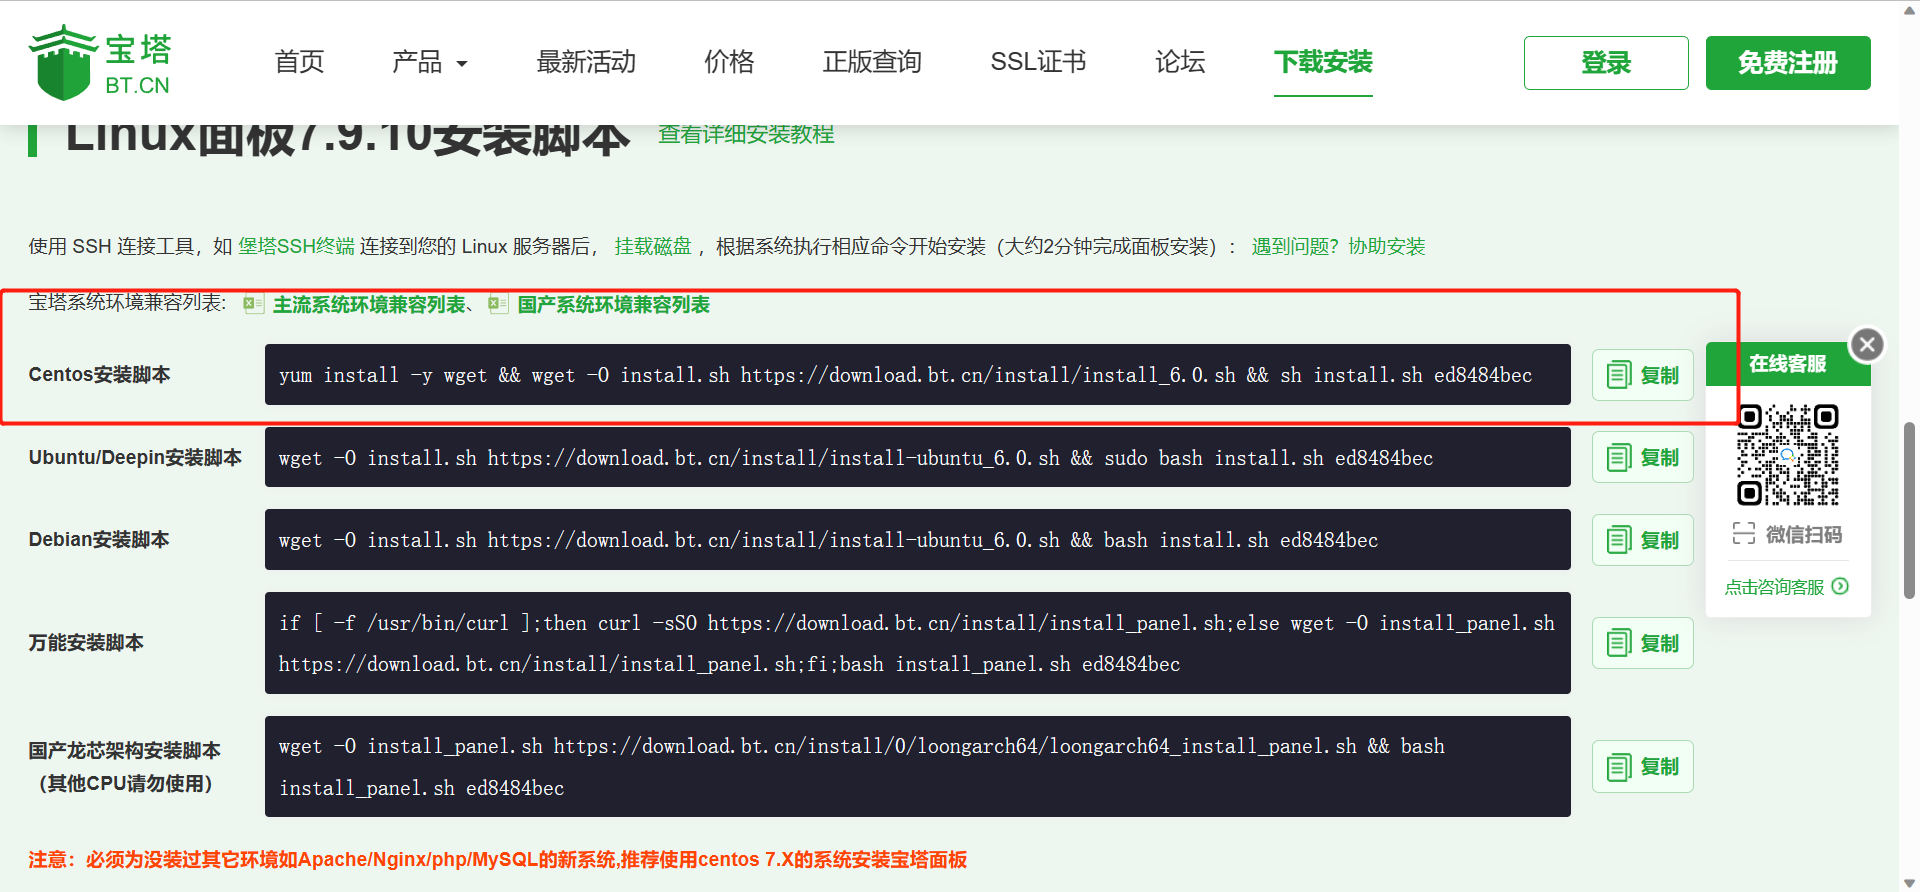 宝塔
BT.CN
首页 产品 最新活动 价格 正版查询 SSL证书 论坛 下载安装 登录 免费注册
Linux面板7.9.10安装脚本 查看详细安装教程
使用 SSH 连接工具，如 堡塔SSH终端 连接到您的 Linux 服务器后， 挂载磁盘 ，根据系统执行相应命令开始安装（大约2分钟完成面板安装）： 遇到问题？协助安装
宝塔系统环境兼容列表: 主流系统环境兼容列表、 国产系统环境兼容列表
Centos安装脚本 yum install -y wget && wget -O install.sh https://download.bt.cn/install/install_6.0.sh && sh install.sh ed8484bec 复制
Ubuntu/Deepin安装脚本 wget -O install.sh https://download.bt.cn/install/install-ubuntu_6.0.sh && sudo bash install.sh ed8484bec 复制
Debian安装脚本 wget -O install.sh https://download.bt.cn/install/install-ubuntu_6.0.sh && bash install.sh ed8484bec 复制
万能安装脚本 if [ -f /usr/bin/curl ];then curl -sSO https://download.bt.cn/install/install_panel.sh;else wget -O install_panel.sh
https://download.bt.cn/install/install_panel.sh;fi;bash install_panel.sh ed8484bec 复制
国产龙芯架构安装脚本
（其他CPU请勿使用）
wget -O install_panel.sh https://download.bt.cn/install/0/loongarch64/loongarch64_install_panel.sh && bash
install_panel.sh ed8484bec 复制
注意：必须为没装过其它环境如Apache/Nginx/php/MySQL的新系统,推荐使用centos 7.X的系统安装宝塔面板
在线客服
微信扫码
点击咨询客服